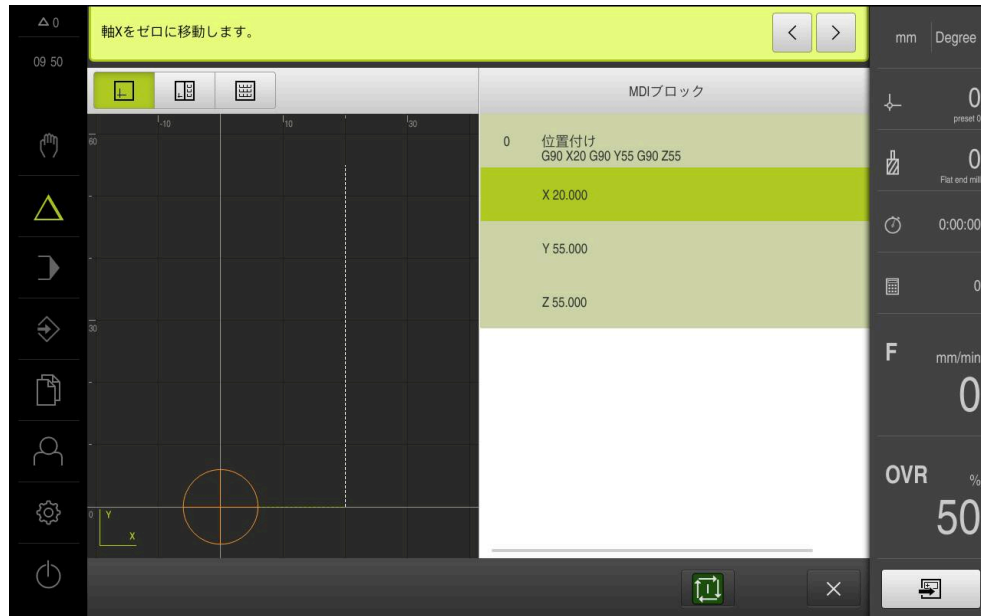 0
09 50
軸Xをゼロに移動します。
mm
Degree
MDIブロック
-10
10
30
60
30
0
Y
X
0
位置付け
G90 X20 G90 Y55 G90 Z55
X 20.000
Y 55.000
Z 55.000
0
preset 0
0
Flat end mill
0:00:00
0
F
mm/min
0
OVR
%
50